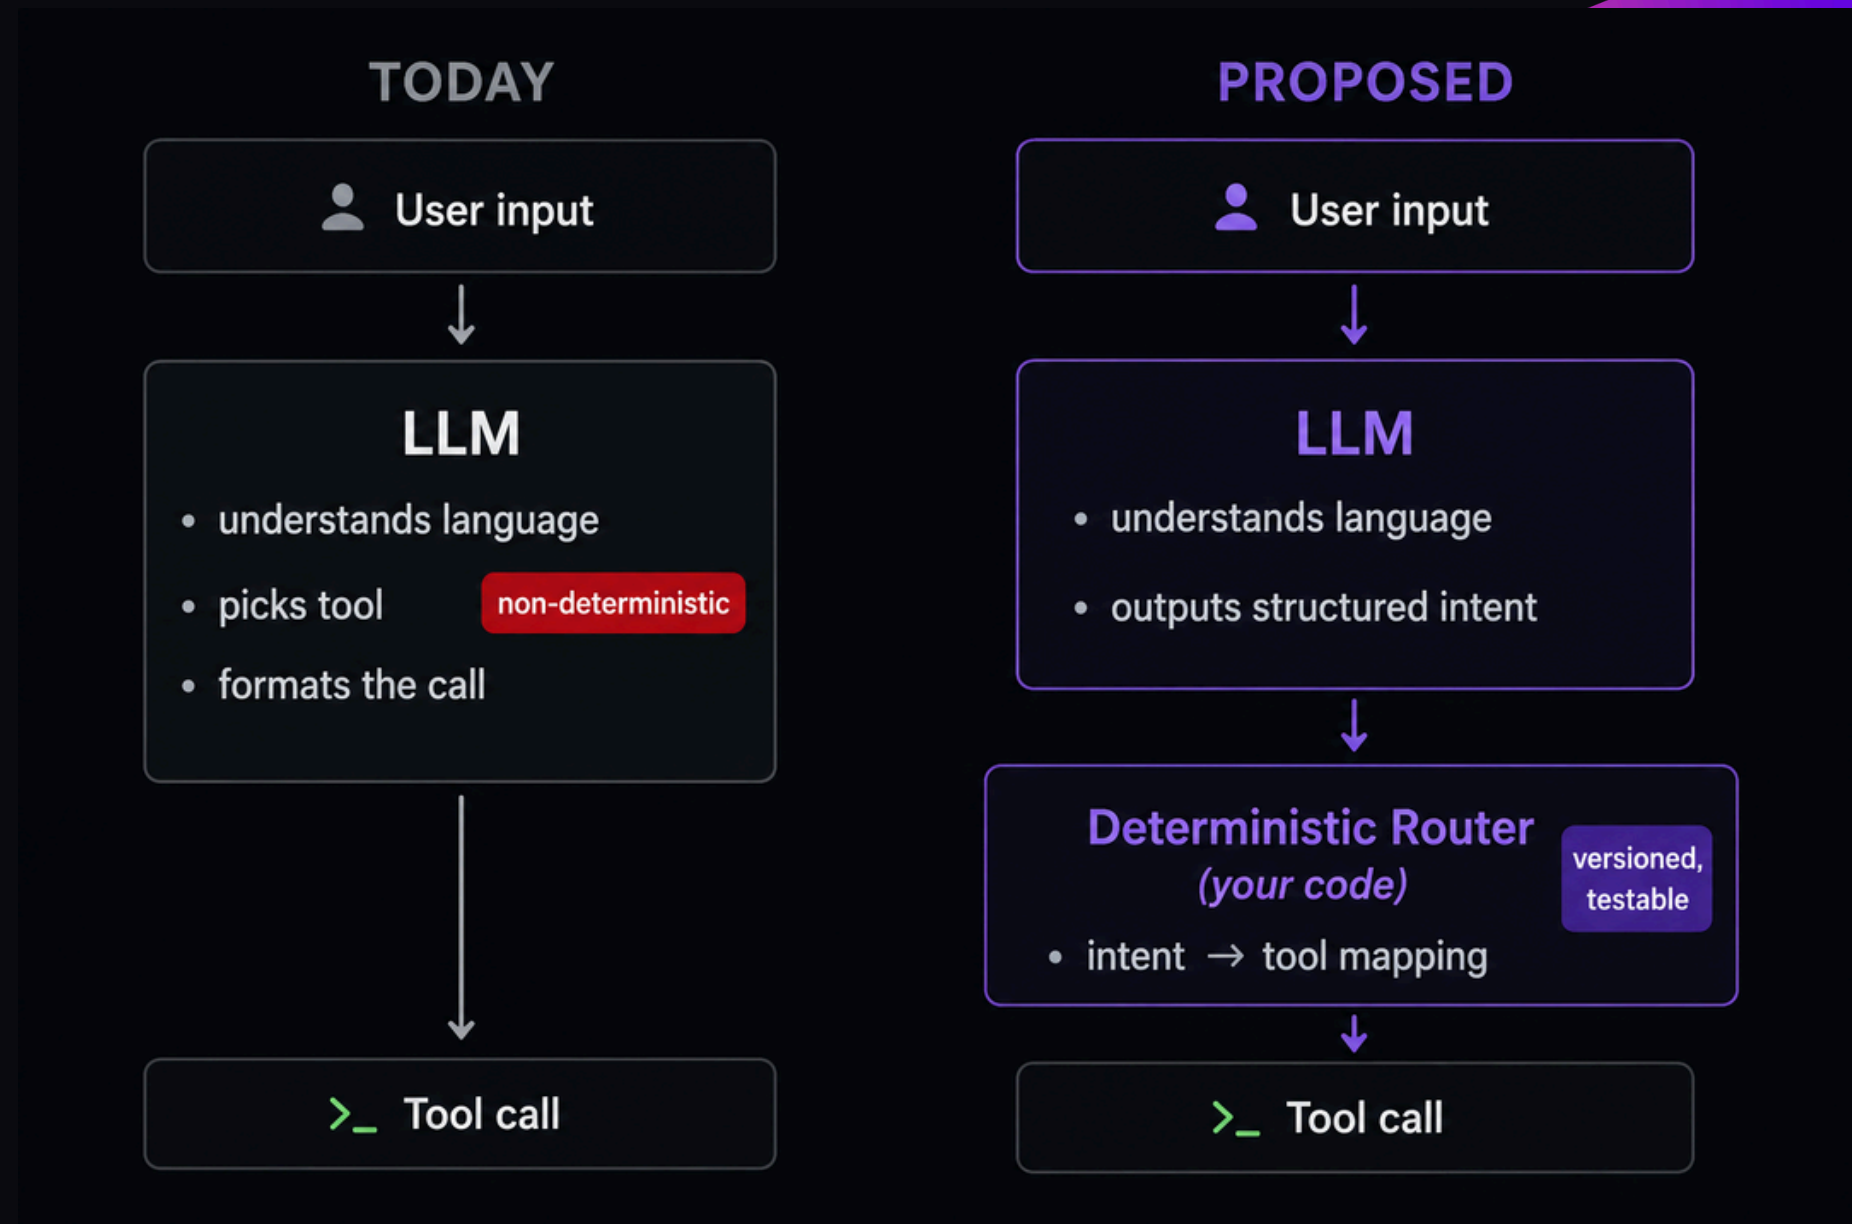 TODAY
User input
LLM
• understands language
• picks tool
non-deterministic
• formats the call
>_ Tool call
PROPOSED
User input
LLM
• understands language
• outputs structured intent
Deterministic Router
(your code)
versioned,
testable
• intent → tool mapping
>_ Tool call